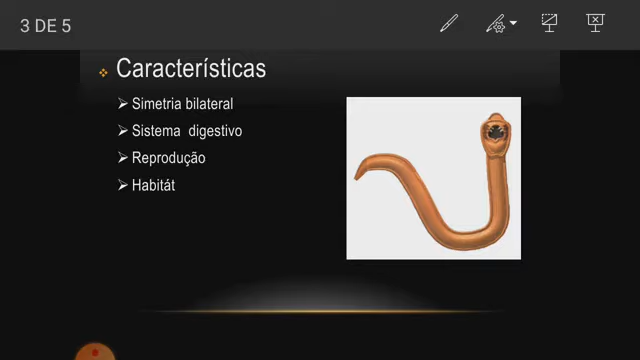 3 DE 5
Características
Simetria bilateral
Sistema digestivo
Reprodução
Habitát